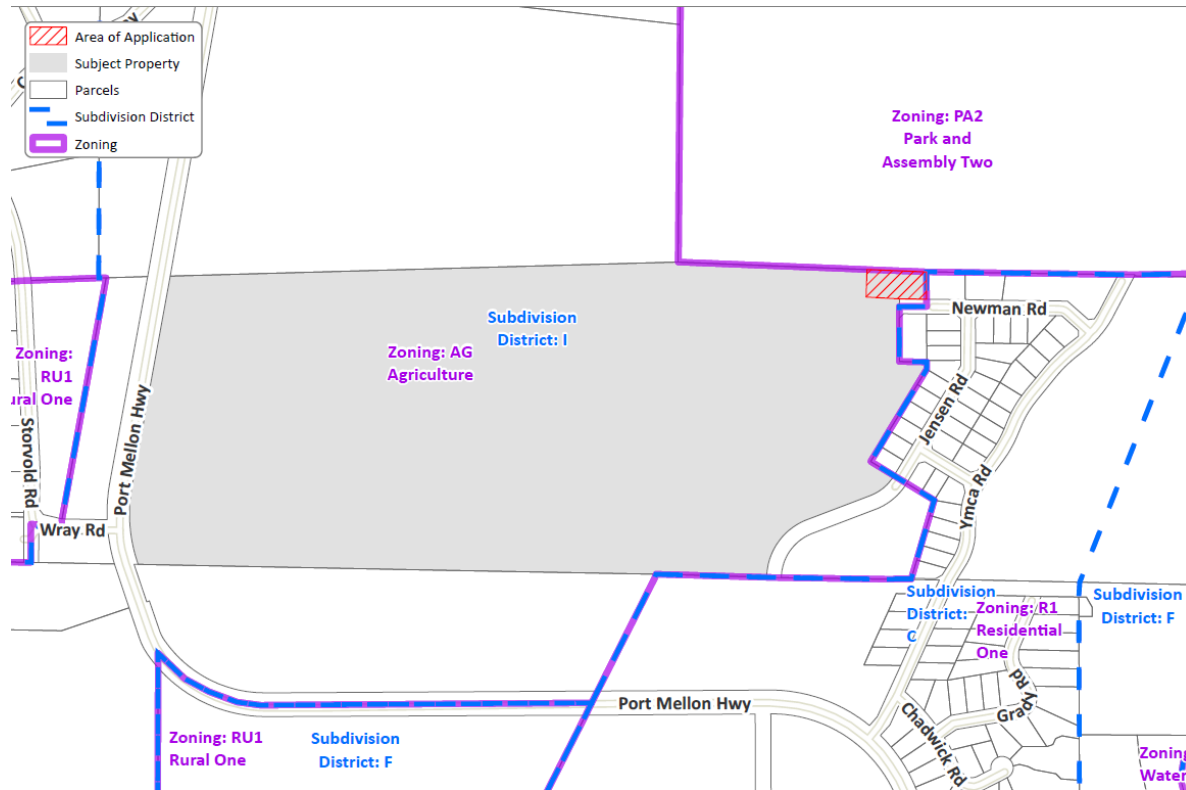 Area of Application
Subject Property
Parcels
Subdivision District
Zoning
Zoning: PA2
Park and
Assembly Two
Subdivision
District: I
Newman Rd
Zoning: AG
Agriculture
Zoning:
RU1
ural One
Port Mellon Hwy
Jensen Rd
Storvold Rd
Ymca Rd
Wray Rd
Subdivision
District:
C
Zoning: R1
Residential
One
Subdivision
District: F
Grady Rd
Port Mellon Hwy
Chadwick Rd
Zoning: RU1
Rural One
Subdivision
District: F
Zoning
Water